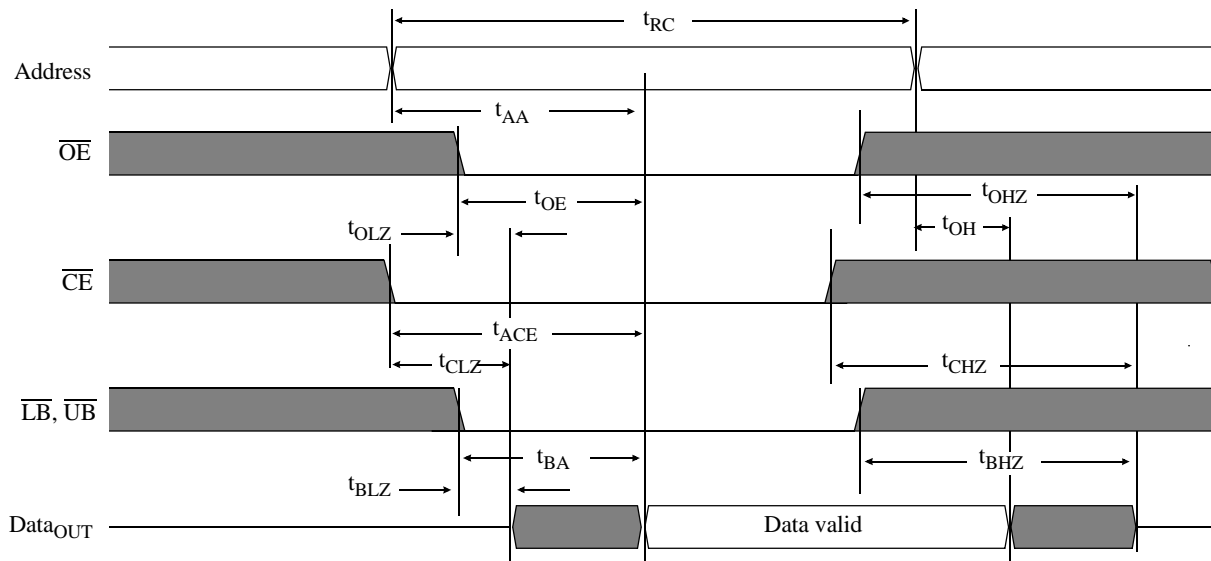 tRC
Address
tAA
OE
tOE
tOHZ
tOLZ
tOH
CE
tACE
tCLZ
tCHZ
LB, UB
tBA
tBHZ
tBLZ
DataOUT
Data valid